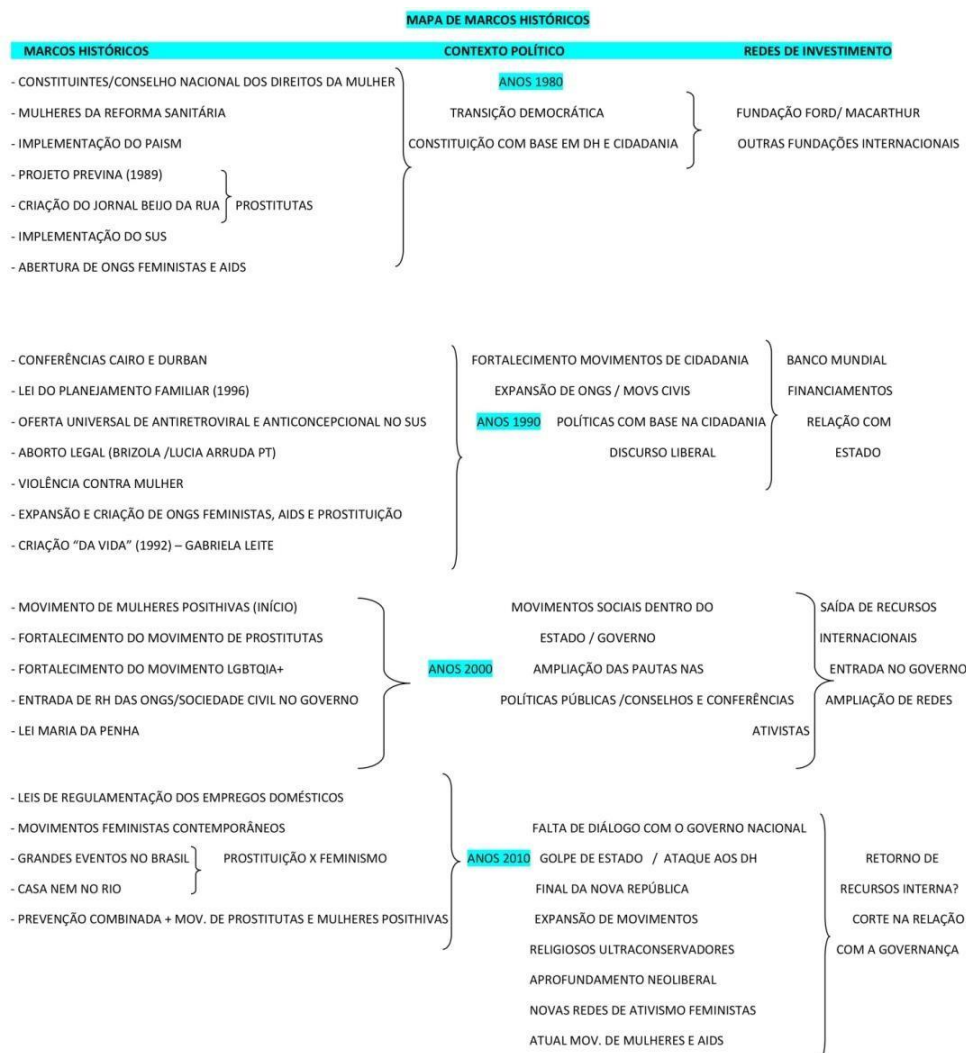 MAPA DE MARCOS HISTÓRICOS
MARCOS HISTÓRICOS CONTEXTO POLÍTICO REDES DE INVESTIMENTO
- CONSTITUINTES/CONSELHO NACIONAL DOS DIREITOS DA MULHER ANOS 1980
- MULHERES DA REFORMA SANITÁRIA TRANSIÇÃO DEMOCRÁTICA FUNDAÇÃO FORD/ MACARTHUR
- IMPLEMENTAÇÃO DO PAISM CONSTITUIÇÃO COM BASE EM DH E CIDADANIA OUTRAS FUNDAÇÕES INTERNACIONAIS
- PROJETO PREVINA (1989)
- CRIAÇÃO DO JORNAL BEIJO DA RUA PROSTITUTAS
- IMPLEMENTAÇÃO DO SUS
- ABERTURA DE ONGS FEMINISTAS E AIDS
- CONFERÊNCIAS CAIRO E DURBAN FORTALECIMENTO MOVIMENTOS DE CIDADANIA BANCO MUNDIAL
- LEI DO PLANEJAMENTO FAMILIAR (1996) EXPANSÃO DE ONGS / MOVS CIVIS FINANCIAMENTOS
- OFERTA UNIVERSAL DE ANTIRETROVIRAL E ANTICONCEPCIONAL NO SUS ANOS 1990 POLÍTICAS COM BASE NA CIDADANIA RELAÇÃO COM
- ABORTO LEGAL (BRIZOLA /LUCIA ARRUDA PT) DISCURSO LIBERAL ESTADO
- VIOLÊNCIA CONTRA MULHER
- EXPANSÃO E CRIAÇÃO DE ONGS FEMINISTAS, AIDS E PROSTITUIÇÃO
- CRIAÇÃO “DA VIDA” (1992) – GABRIELA LEITE
- MOVIMENTO DE MULHERES POSITHIVAS (INÍCIO) MOVIMENTOS SOCIAIS DENTRO DO SAÍDA DE RECURSOS
- FORTALECIMENTO DO MOVIMENTO DE PROSTITUTAS ESTADO / GOVERNO INTERNACIONAIS
- FORTALECIMENTO DO MOVIMENTO LGBTQIA+ ANOS 2000 AMPLIAÇÃO DAS PAUTAS NAS ENTRADA NO GOVERNO
- ENTRADA DE RH DAS ONGS/SOCIEDADE CIVIL NO GOVERNO POLÍTICAS PÚBLICAS /CONSELHOS E CONFERÊNCIAS AMPLIAÇÃO DE REDES
- LEI MARIA DA PENHA ATIVISTAS
- LEIS DE REGULAMENTAÇÃO DOS EMPREGOS DOMÉSTICOS
- MOVIMENTOS FEMINISTAS CONTEMPORÂNEOS FALTA DE DIÁLOGO COM O GOVERNO NACIONAL
- GRANDES EVENTOS NO BRASIL PROSTITUIÇÃO X FEMINISMO ANOS 2010 GOLPE DE ESTADO / ATAQUE AOS DH RETORNO DE
- CASA NEM NO RIO FINAL DA NOVA REPÚBLICA RECURSOS INTERNA?
- PREVENÇÃO COMBINADA + MOV. DE PROSTITUTAS E MULHERES POSITHIVAS EXPANSÃO DE MOVIMENTOS CORTE NA RELAÇÃO
RELIGIOSOS ULTRACONSERVADORES COM A GOVERNANÇA
APROFUNDAMENTO NEOLIBERAL
NOVAS REDES DE ATIVISMO FEMINISTAS
ATUAL MOV. DE MULHERES E AIDS